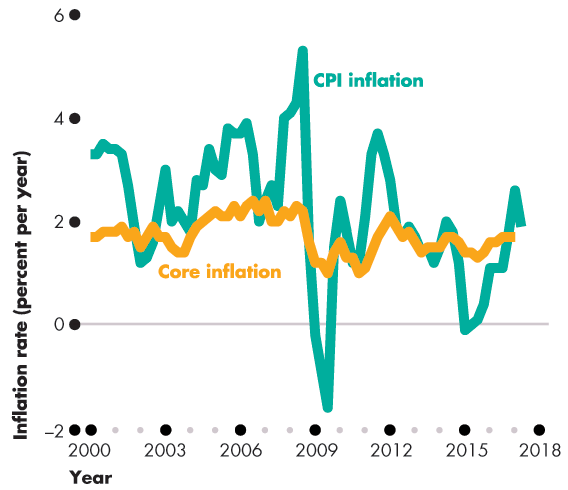 6
CPI inflation
4
2
Core inflation
0
–2
2000 2003 2006 2009 2012 2015 2018
Year
Inflation rate (percent per year)